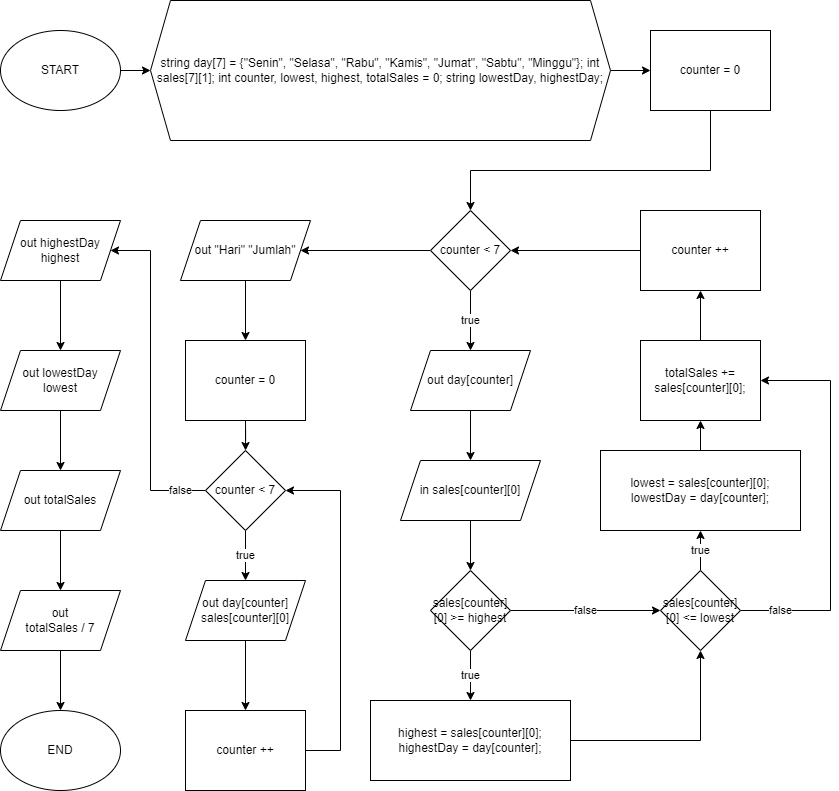 START
string day[7] = {"Senin", "Selasa", "Rabu", "Kamis", "Jumat", "Sabtu", "Minggu"}; int
sales[7][1]; int counter, lowest, highest, totalSales = 0; string lowestDay, highestDay;
counter = 0
counter < 7
true
out day[counter]
in sales[counter][0]
sales[counter]
[0] >= highest
true
highest = sales[counter][0];
highestDay = day[counter];
false
sales[counter]
[0] <= lowest
true
lowest = sales[counter][0];
lowestDay = day[counter];
false
totalSales +=
sales[counter][0];
counter ++
out "Hari" "Jumlah"
counter = 0
counter < 7
true
out day[counter]
sales[counter][0]
counter ++
false
out highestDay
highest
out lowestDay
lowest
out totalSales
out
totalSales / 7
END